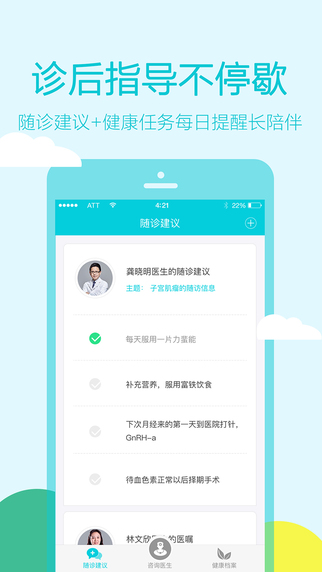 诊后指导不停歇
随诊建议+健康任务每日提醒长陪伴
ATT 4:21 22%
随诊建议
龚晓明医生的随诊建议
主题： 子宫肌瘤的随访信息
每天服用一片力蜚能
补充营养，服用富铁饮食
下次月经来的第一天到医院打针，
GnRH-a
待血色素正常以后择期手术
林文
的医嘱
随诊建议 咨询医生 健康档案